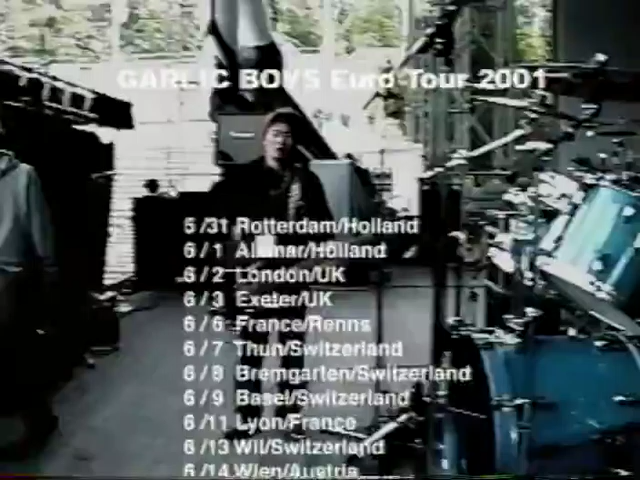 GARLIC BOYS Euro Tour 2001
5/31 Rotterdam/Holland
6/1 Alkmar/Holland
6/2 London/UK
6/3 Exeter/UK
6/6 France/Renns
6/7 Thun/Switzerland
6/8 Bremgarten/Switzerland
6/9 Basel/Switzerland
6/11 Lyon/France
6/13 Wil/Switzerland
6/14 Wien/Austria